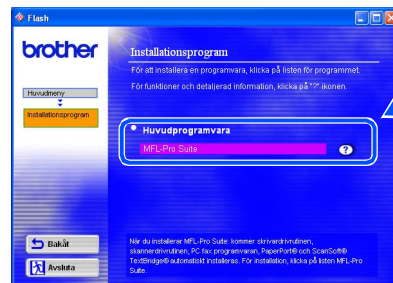 Flash
brother
Installationsprogram
För att installera en programvara, klicka på listen för programmet.
För funktioner och detaljerad information, klicka på "?" ikonen.
Huvudmeny
Installationsprogram
Huvudprogramvara
MFL-Pro Suite
?
Bakåt
Avsluta
När du installerar MFL-Pro Suite: kommer skrivardrivrutinen,
skannerdrivrutinen, PC fax programvaran, PaperPort® och ScanSoft®
TextBridge® automatiskt installeras. För installation, klicka på listen MFL-Pro
Suite.